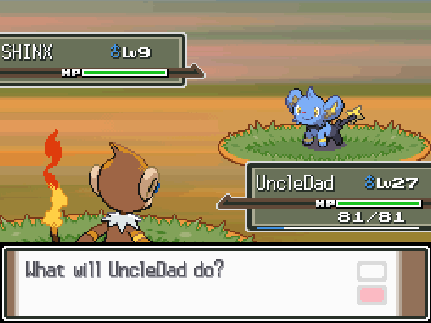 SHINX ♂Lv9
HP
UncleDad ♂Lv27
HP
81/81
What will UncleDad do?